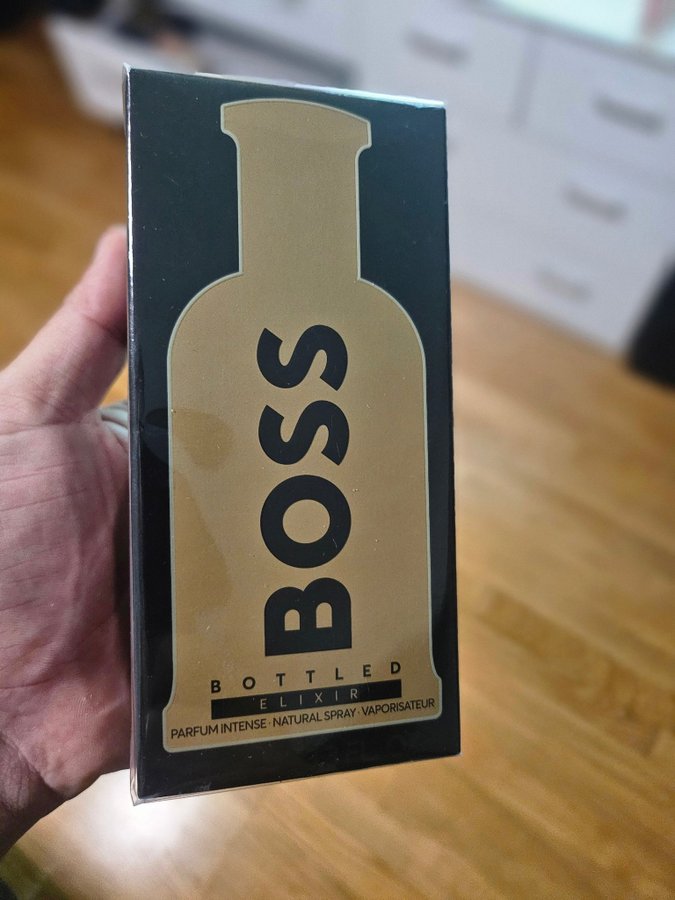 BOSS
BOTTLED
ELIXIR
PARFUM INTENSE · NATURAL SPRAY · VAPORISATEUR